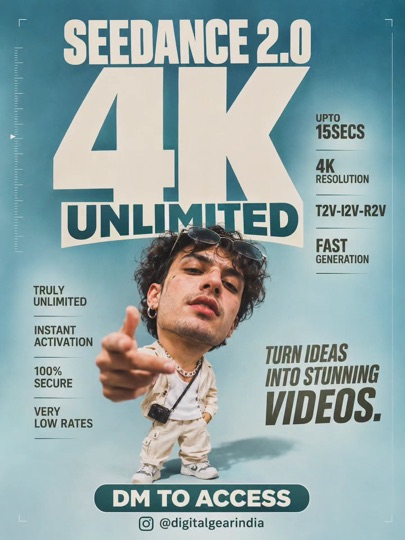 SEEDANCE 2.0
4K
UNLIMITED
UPTO
15SECS
4K
RESOLUTION
T2V-I2V-R2V
FAST
GENERATION
TRULY
UNLIMITED
INSTANT
ACTIVATION
100%
SECURE
VERY
LOW RATES
TURN IDEAS
INTO STUNNING
VIDEOS.
DM TO ACCESS
@digitalgearindia